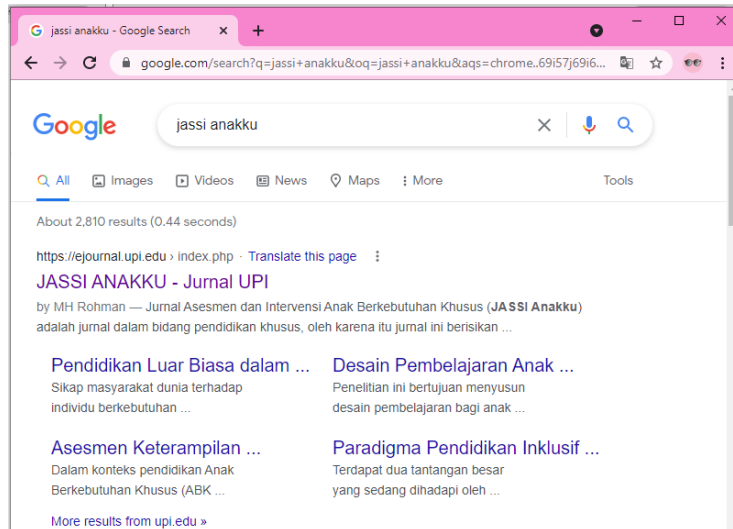 jassi anakku - Google Search
google.com/search?q=jassi+anakku&oq=jassi+anakku&aqs=chrome..69i57j69i6...
Google
jassi anakku
All Images Videos News Maps More Tools
About 2,810 results (0.44 seconds)
https://ejournal.upi.edu › index.php · Translate this page
JASSI ANAKKU - Jurnal UPI
by MH Rohman — Jurnal Asesmen dan Intervensi Anak Berkebutuhan Khusus (JASSI Anakku)
adalah jurnal dalam bidang pendidikan khusus, oleh karena itu jurnal ini berisikan ...
Pendidikan Luar Biasa dalam ...
Sikap masyarakat dunia terhadap
individu berkebutuhan ...
Desain Pembelajaran Anak ...
Penelitian ini bertujuan menyusun
desain pembelajaran bagi anak ...
Asesmen Keterampilan ...
Dalam konteks pendidikan Anak
Berkebutuhan Khusus (ABK ...
Paradigma Pendidikan Inklusif ...
Terdapat dua tantangan besar
yang sedang dihadapi oleh ...
More results from upi.edu »